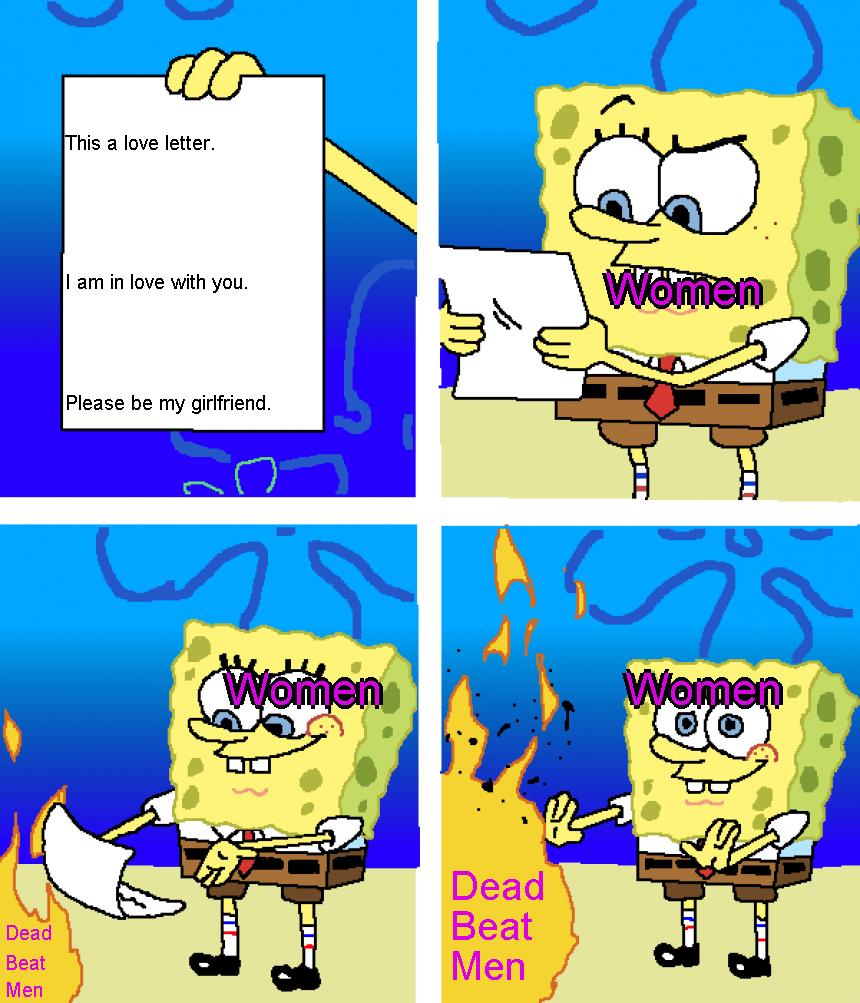 This a love letter.
I am in love with you.
Please be my girlfriend.
Women
Women
Dead
Beat
Men
Women
Dead
Beat
Men